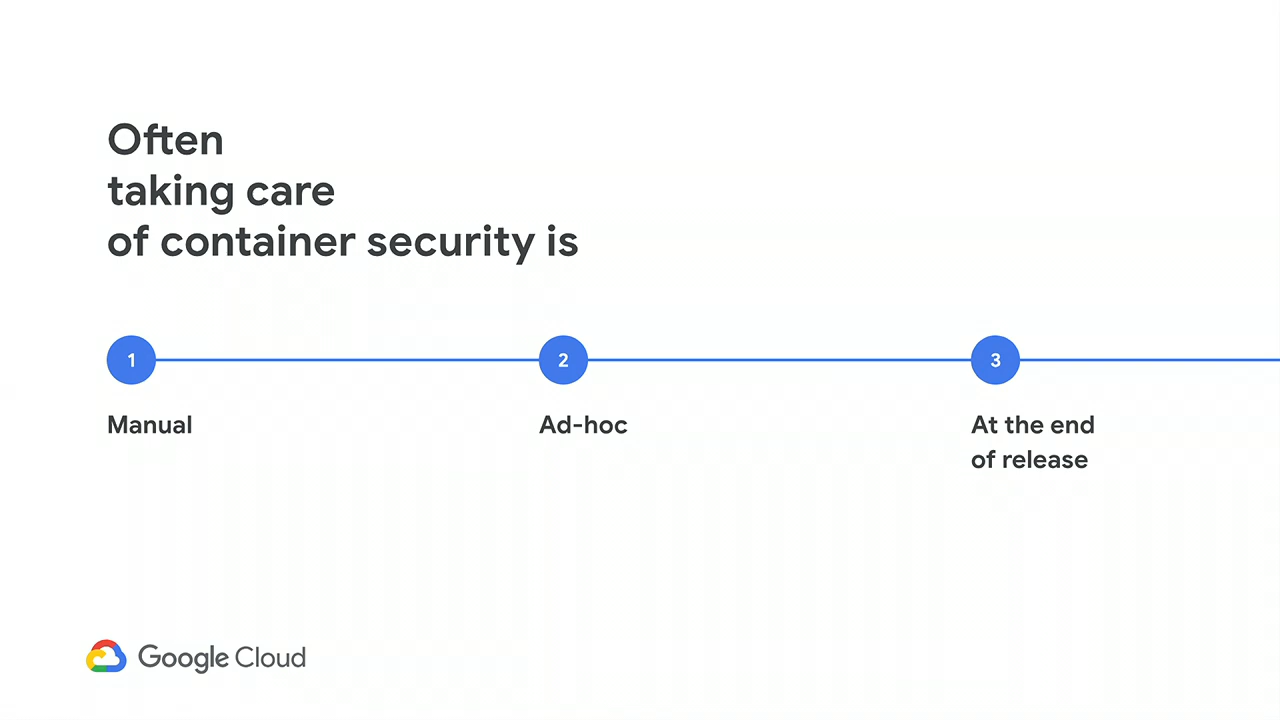 Often
taking care
of container security is
1
2
3
Manual
Ad-hoc
At the end
of release
Google Cloud